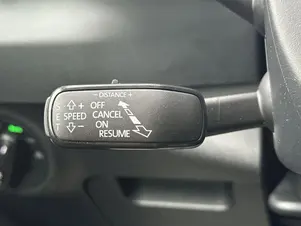 - DISTANCE +
SET
+ OFF
SPEED CANCEL
- ON
RESUME